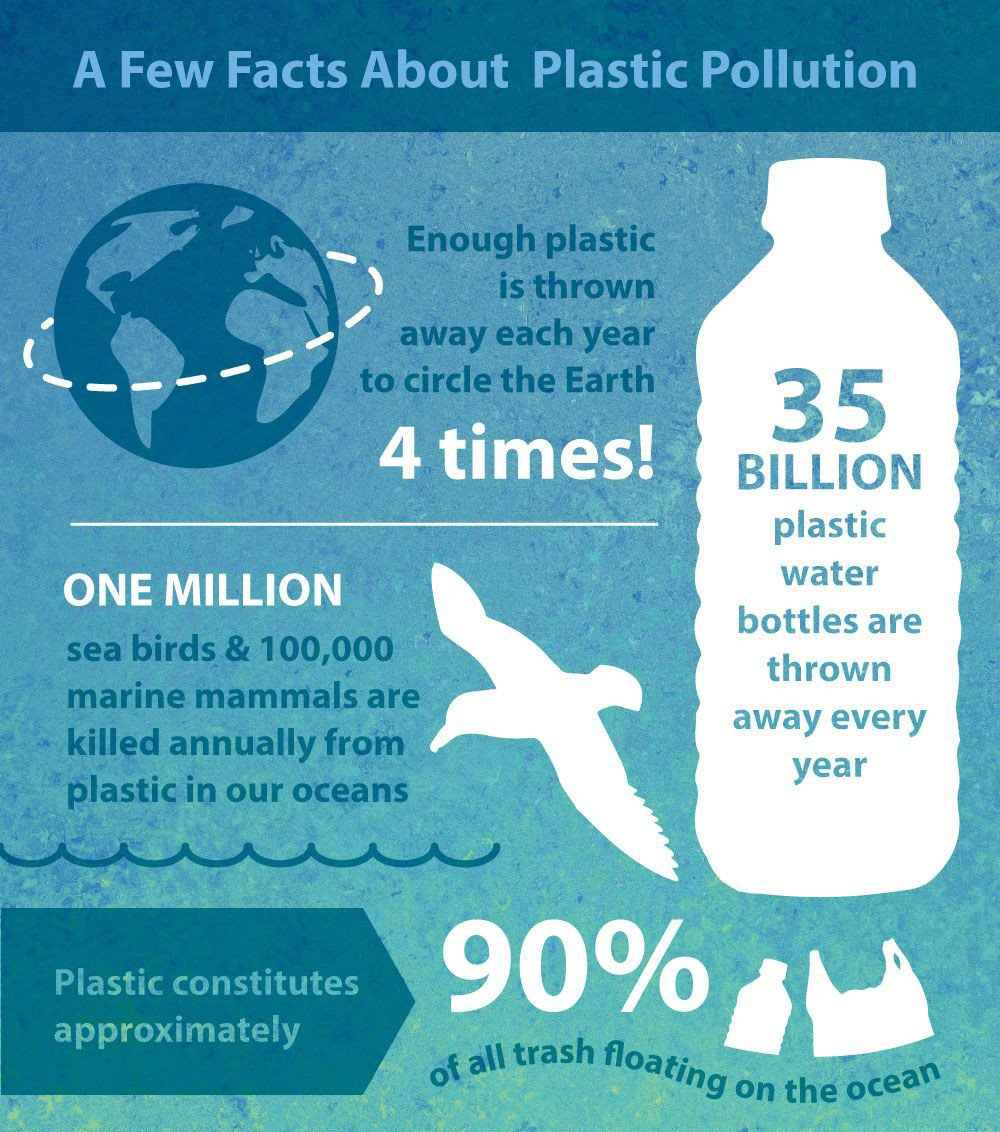 A Few Facts About Plastic Pollution
Enough plastic
is thrown
away each year
to circle the Earth
4 times!
35
BILLION
plastic
water
bottles are
thrown
away every
year
ONE MILLION
sea birds & 100,000
marine mammals are
killed annually from
plastic in our oceans
Plastic constitutes
approximately
90%
of all trash floating on the ocean